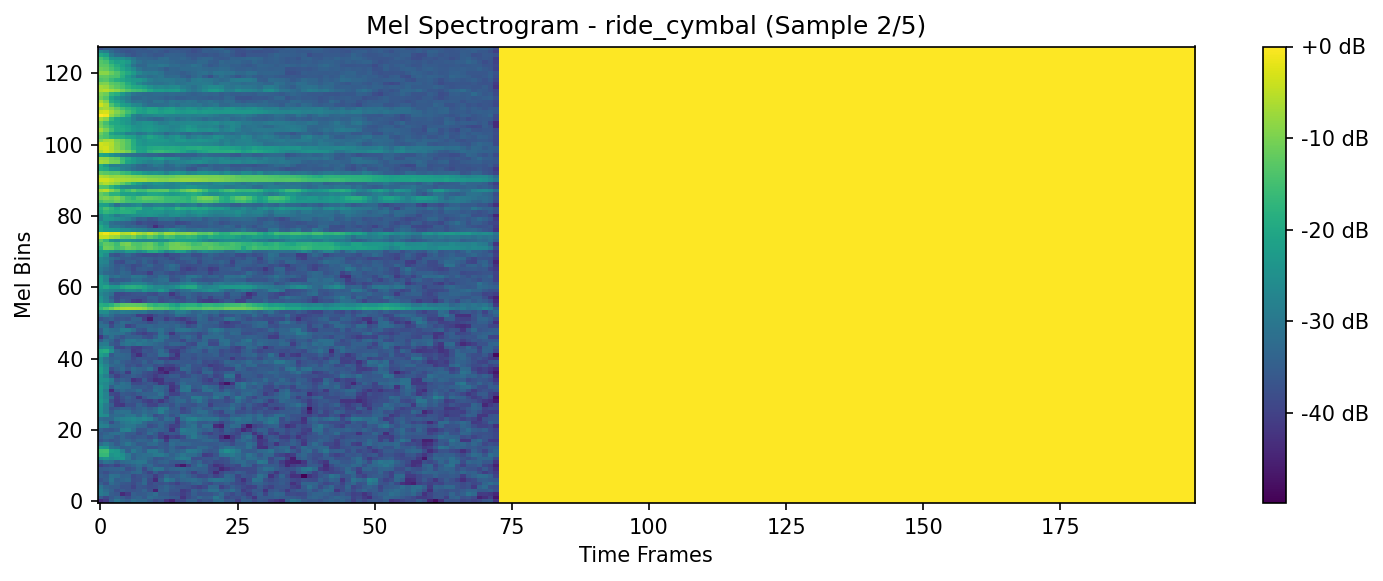 Mel Spectrogram - ride_cymbal (Sample 2/5)
Mel Bins
120
100
80
60
40
20
0
0 25 50 75 100 125 150 175
Time Frames
+0 dB
-10 dB
-20 dB
-30 dB
-40 dB